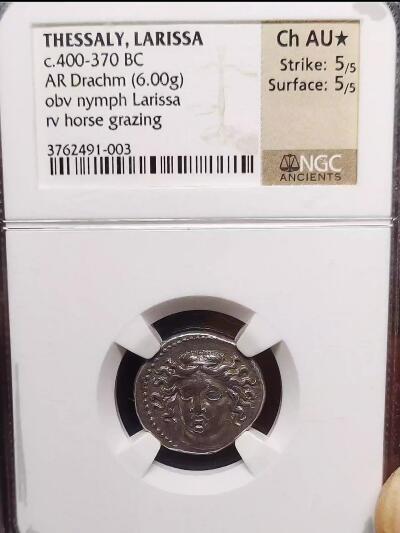 THESSALY, LARISSA
c.400-370 BC
AR Drachm (6.00g)
obv nymph Larissa
rv horse grazing
3762491-003
Ch AU★
Strike: 5/5
Surface: 5/5
NGC
ANCIENTS